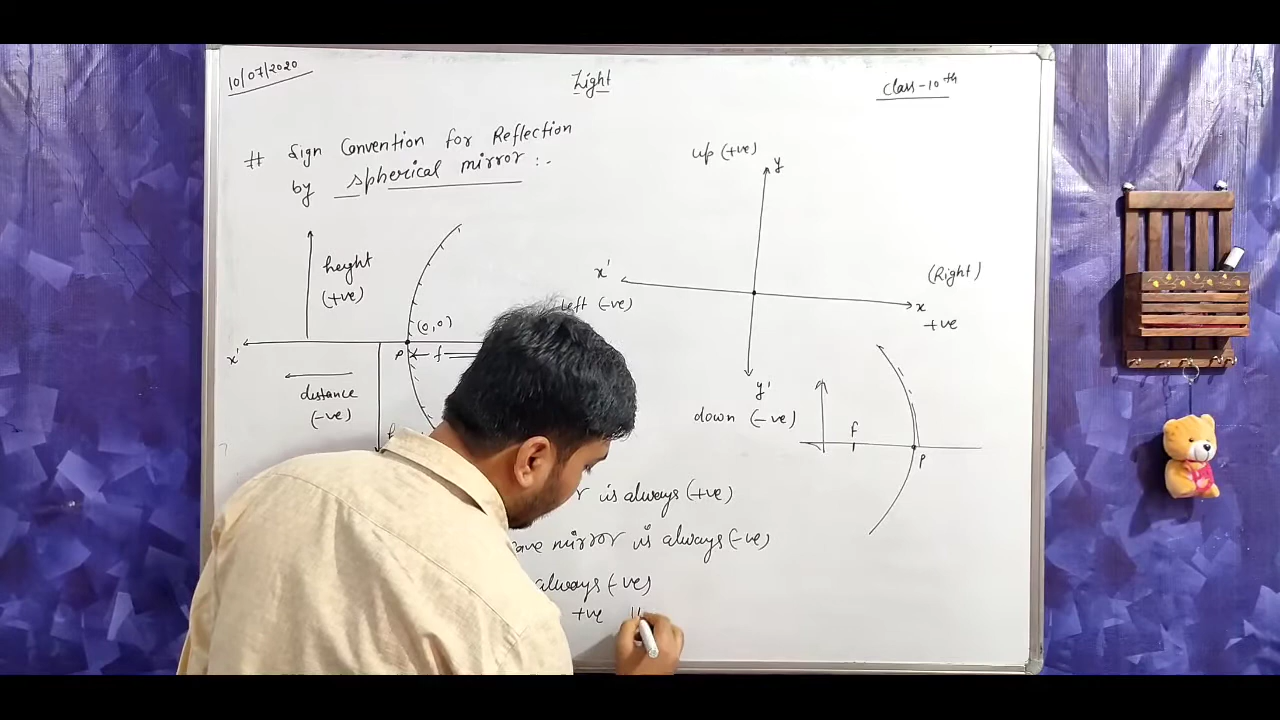 10/07/2020
Light
Class-10th
# Sign Convention for Reflection
by spherical mirror :-
up (+ve)
y
height
(+ve)
x'
(Right)
x
+ve
Left (-ve)
(0,0)
x'
P
f
distance
(-ve)
y'
down (-ve)
f
P
is always (+ve)
mirror is always (-ve)
always (-ve)
+ve